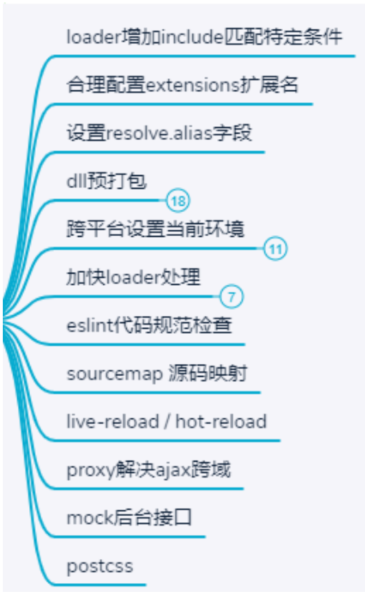 loader增加include匹配特定条件
合理配置extensions扩展名
设置resolve.alias字段
dll预打包
18
跨平台设置当前环境
11
加快loader处理
7
eslint代码规范检查
sourcemap 源码映射
live-reload / hot-reload
proxy解决ajax跨域
mock后台接口
postcss